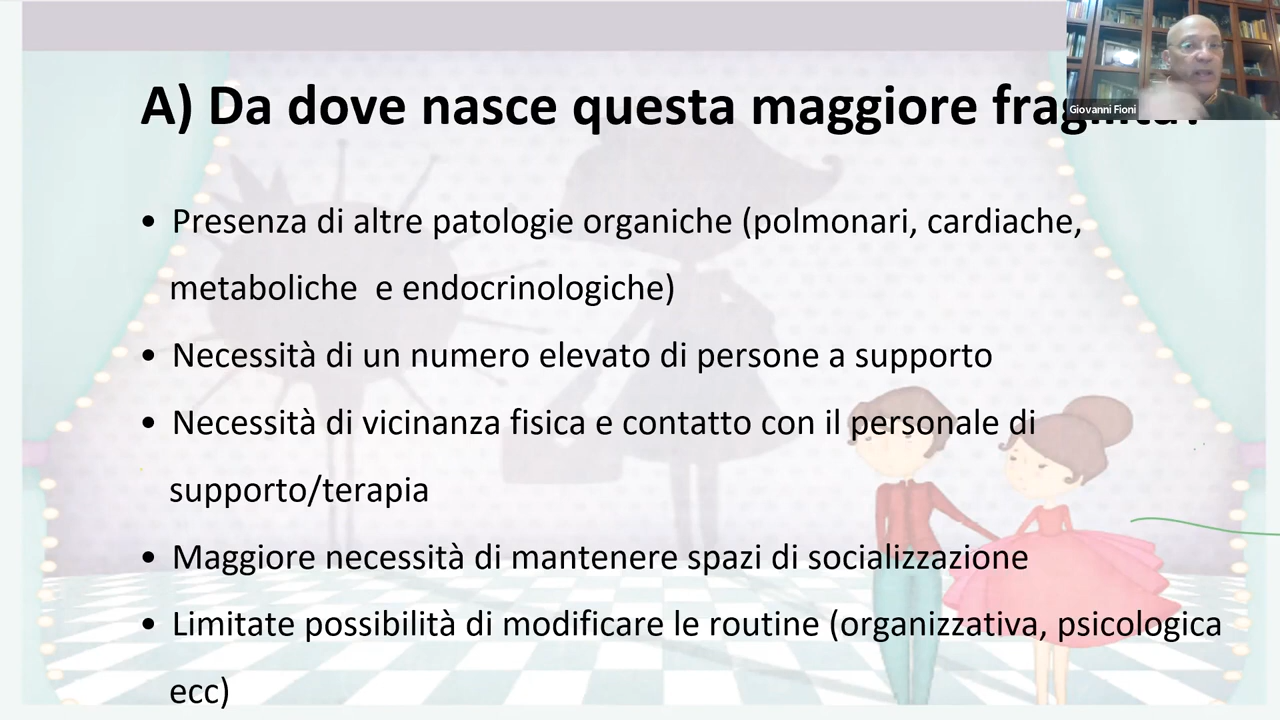 A) Da dove nasce questa maggiore
Giovanni Fioni
• Presenza di altre patologie organiche (polmonari, cardiache,
metaboliche e endocrinologiche)
• Necessità di un numero elevato di persone a supporto
• Necessità di vicinanza fisica e contatto con il personale di
supporto/terapia
• Maggiore necessità di mantenere spazi di socializzazione
• Limitate possibilità di modificare le routine (organizzativa, psicologica
ecc)